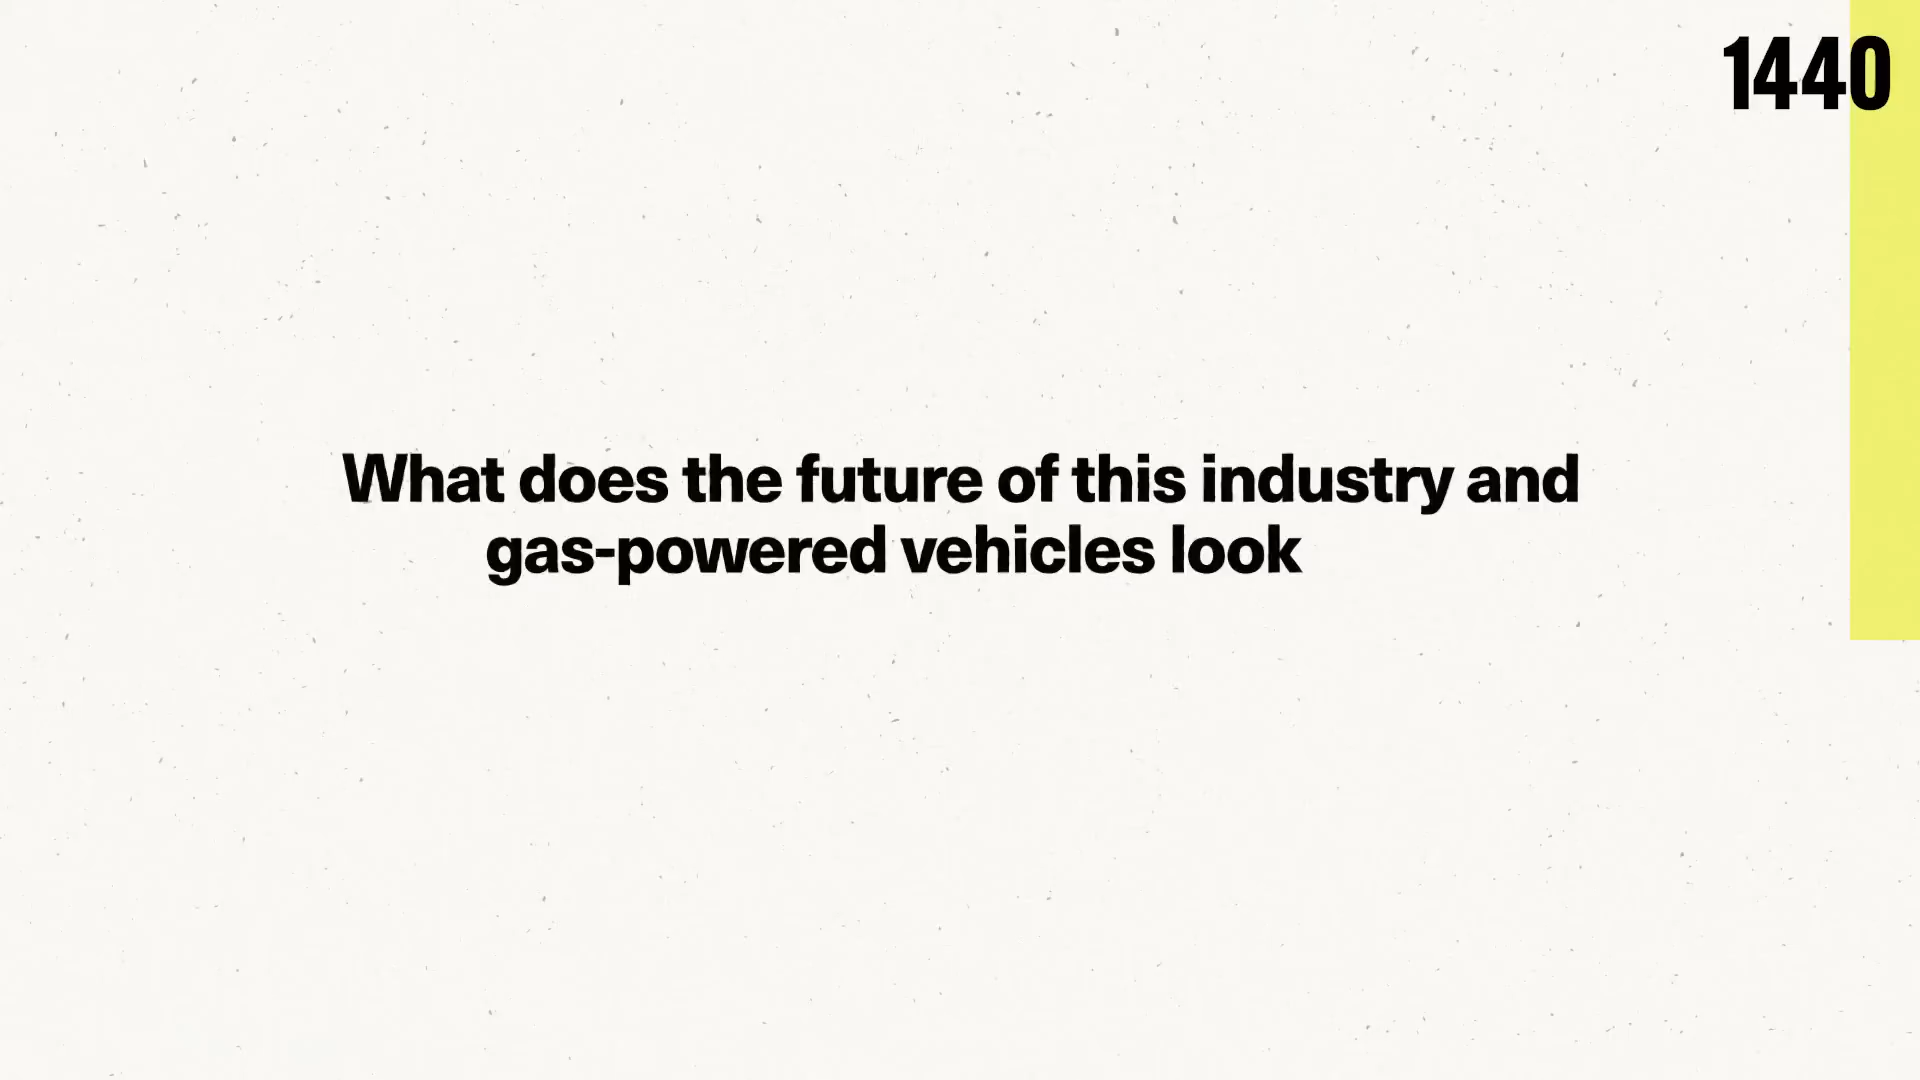 1440
What does the future of this industry and
gas-powered vehicles look